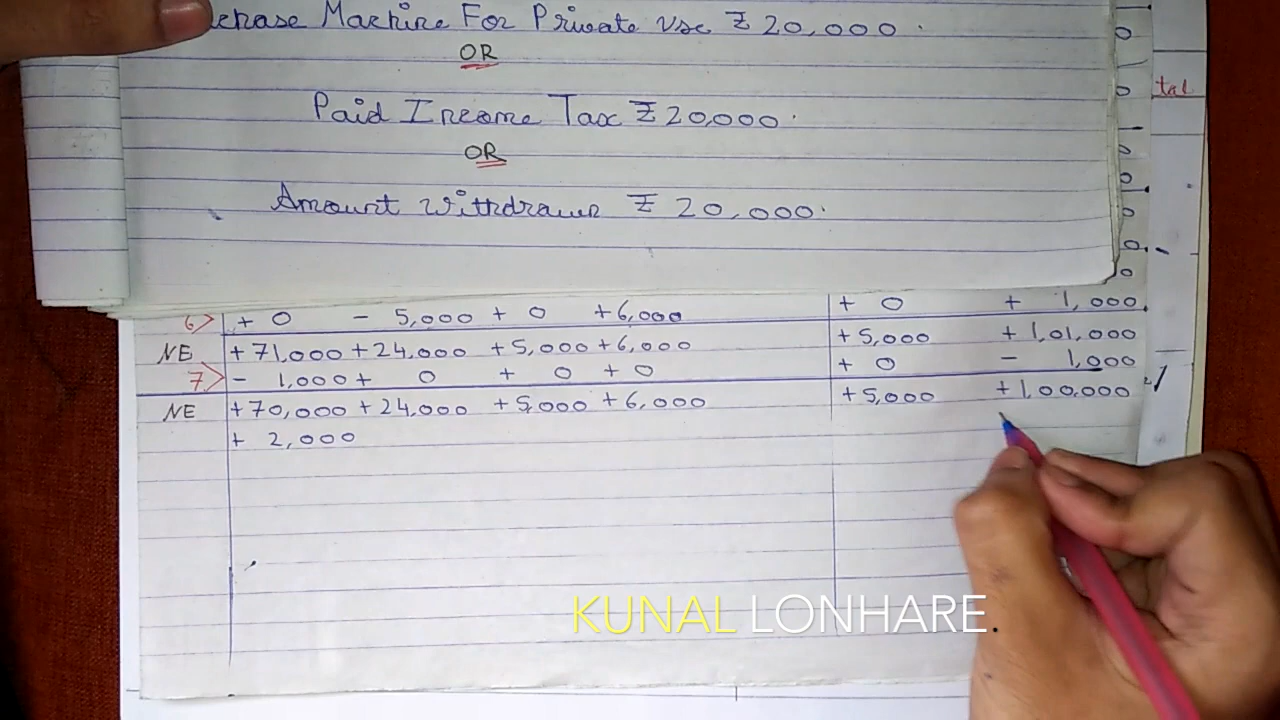 Machine For Private Use ₹ 20,000.
OR
Paid Income Tax ₹ 20,000.
OR
Amount Withdrawn ₹ 20,000.
tal
6> + 0 - 5,000 + 0 + 6,000 + 0 + 1,000
NE + 71,000 + 24,000 + 5,000 + 6,000 + 5,000 + 1,01,000
7> - 1,000 + 0 + 0 + 0 + 0 - 1,000
NE + 70,000 + 24,000 + 5,000 + 6,000 + 5,000 + 1,00,000
+ 2,000
KUNAL LONHARE.